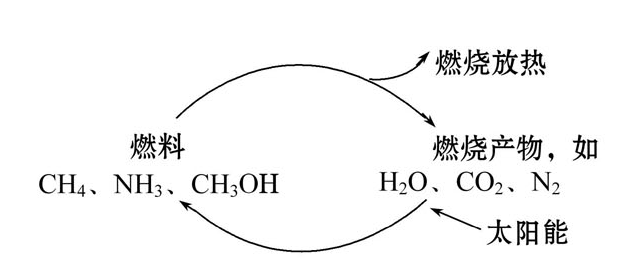 燃烧放热
燃料
燃烧产物，如
CH₄、NH₃、CH₃OH
H₂O、CO₂、N₂
太阳能